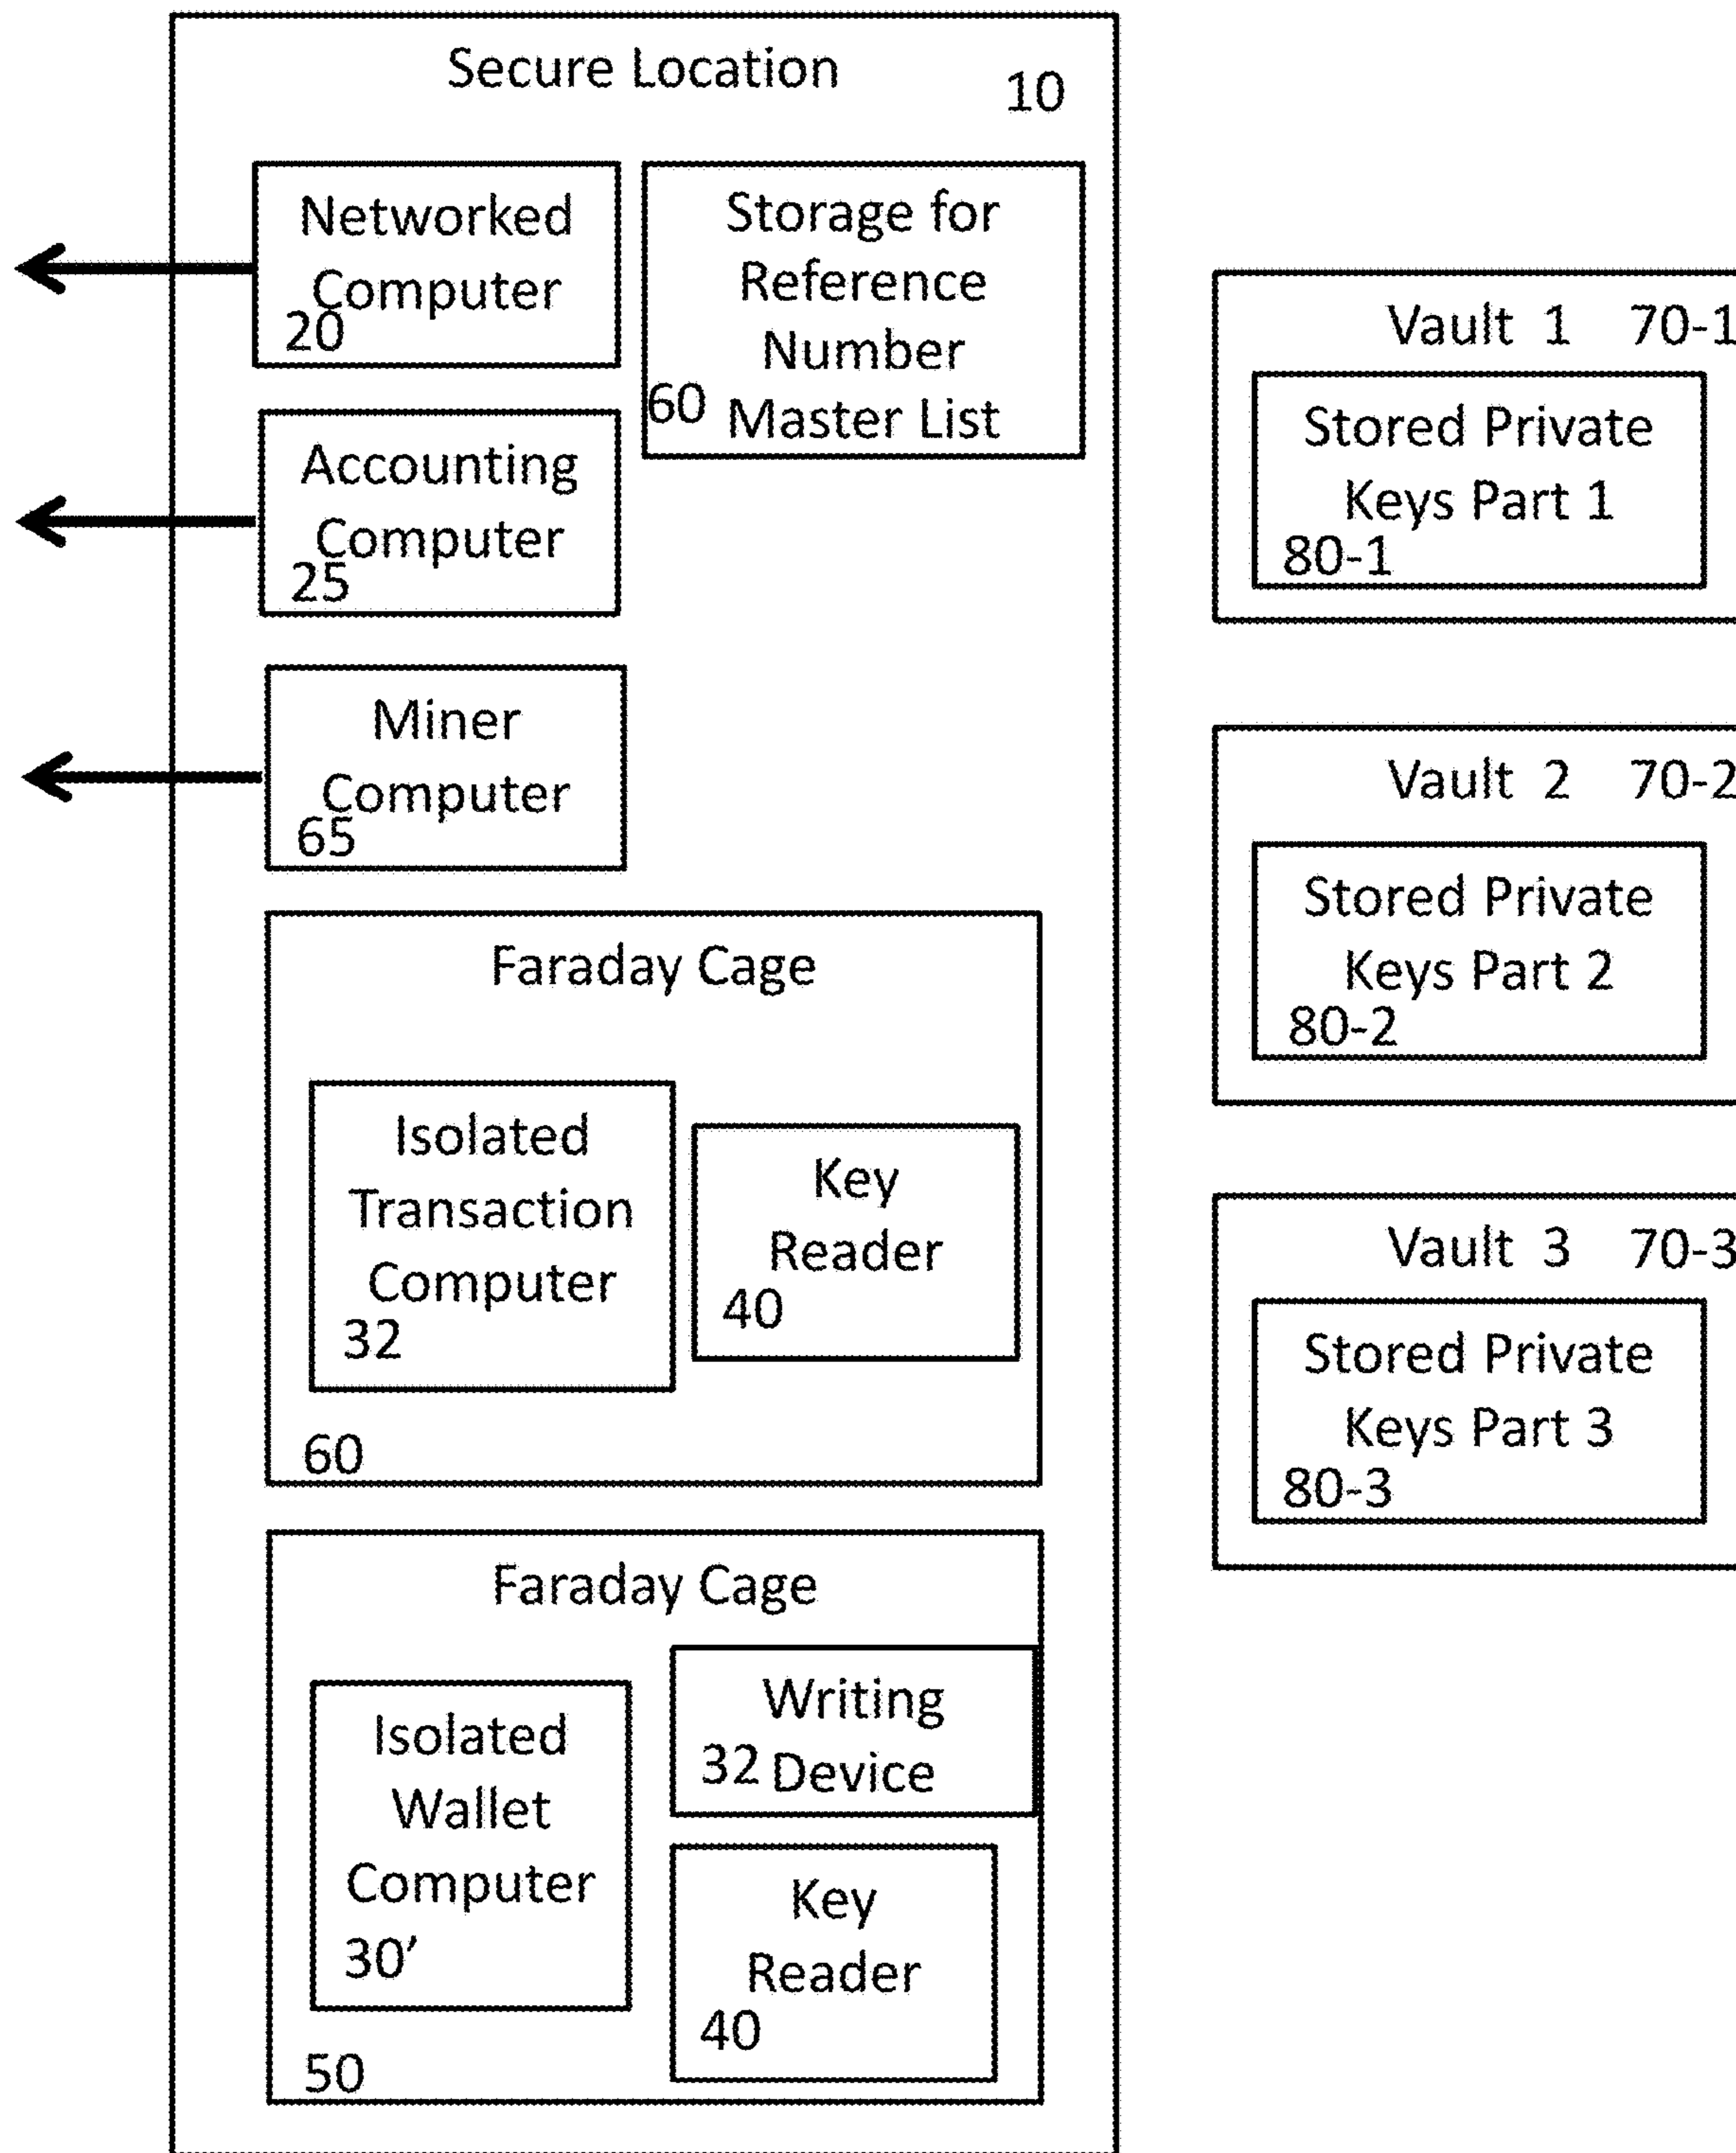 Secure Location
10
Networked
Computer
20
Storage for
Reference
Number
Master List
60
Accounting
Computer
25
Miner
Computer
65
Faraday Cage
Isolated
Transaction
Computer
32
Key
Reader
40
60
Faraday Cage
Isolated
Wallet
Computer
30’
Writing
32 Device
Key
Reader
40
50
Vault 1 70-1
Stored Private
Keys Part 1
80-1
Vault 2 70-2
Stored Private
Keys Part 2
80-2
Vault 3 70-3
Stored Private
Keys Part 3
80-3